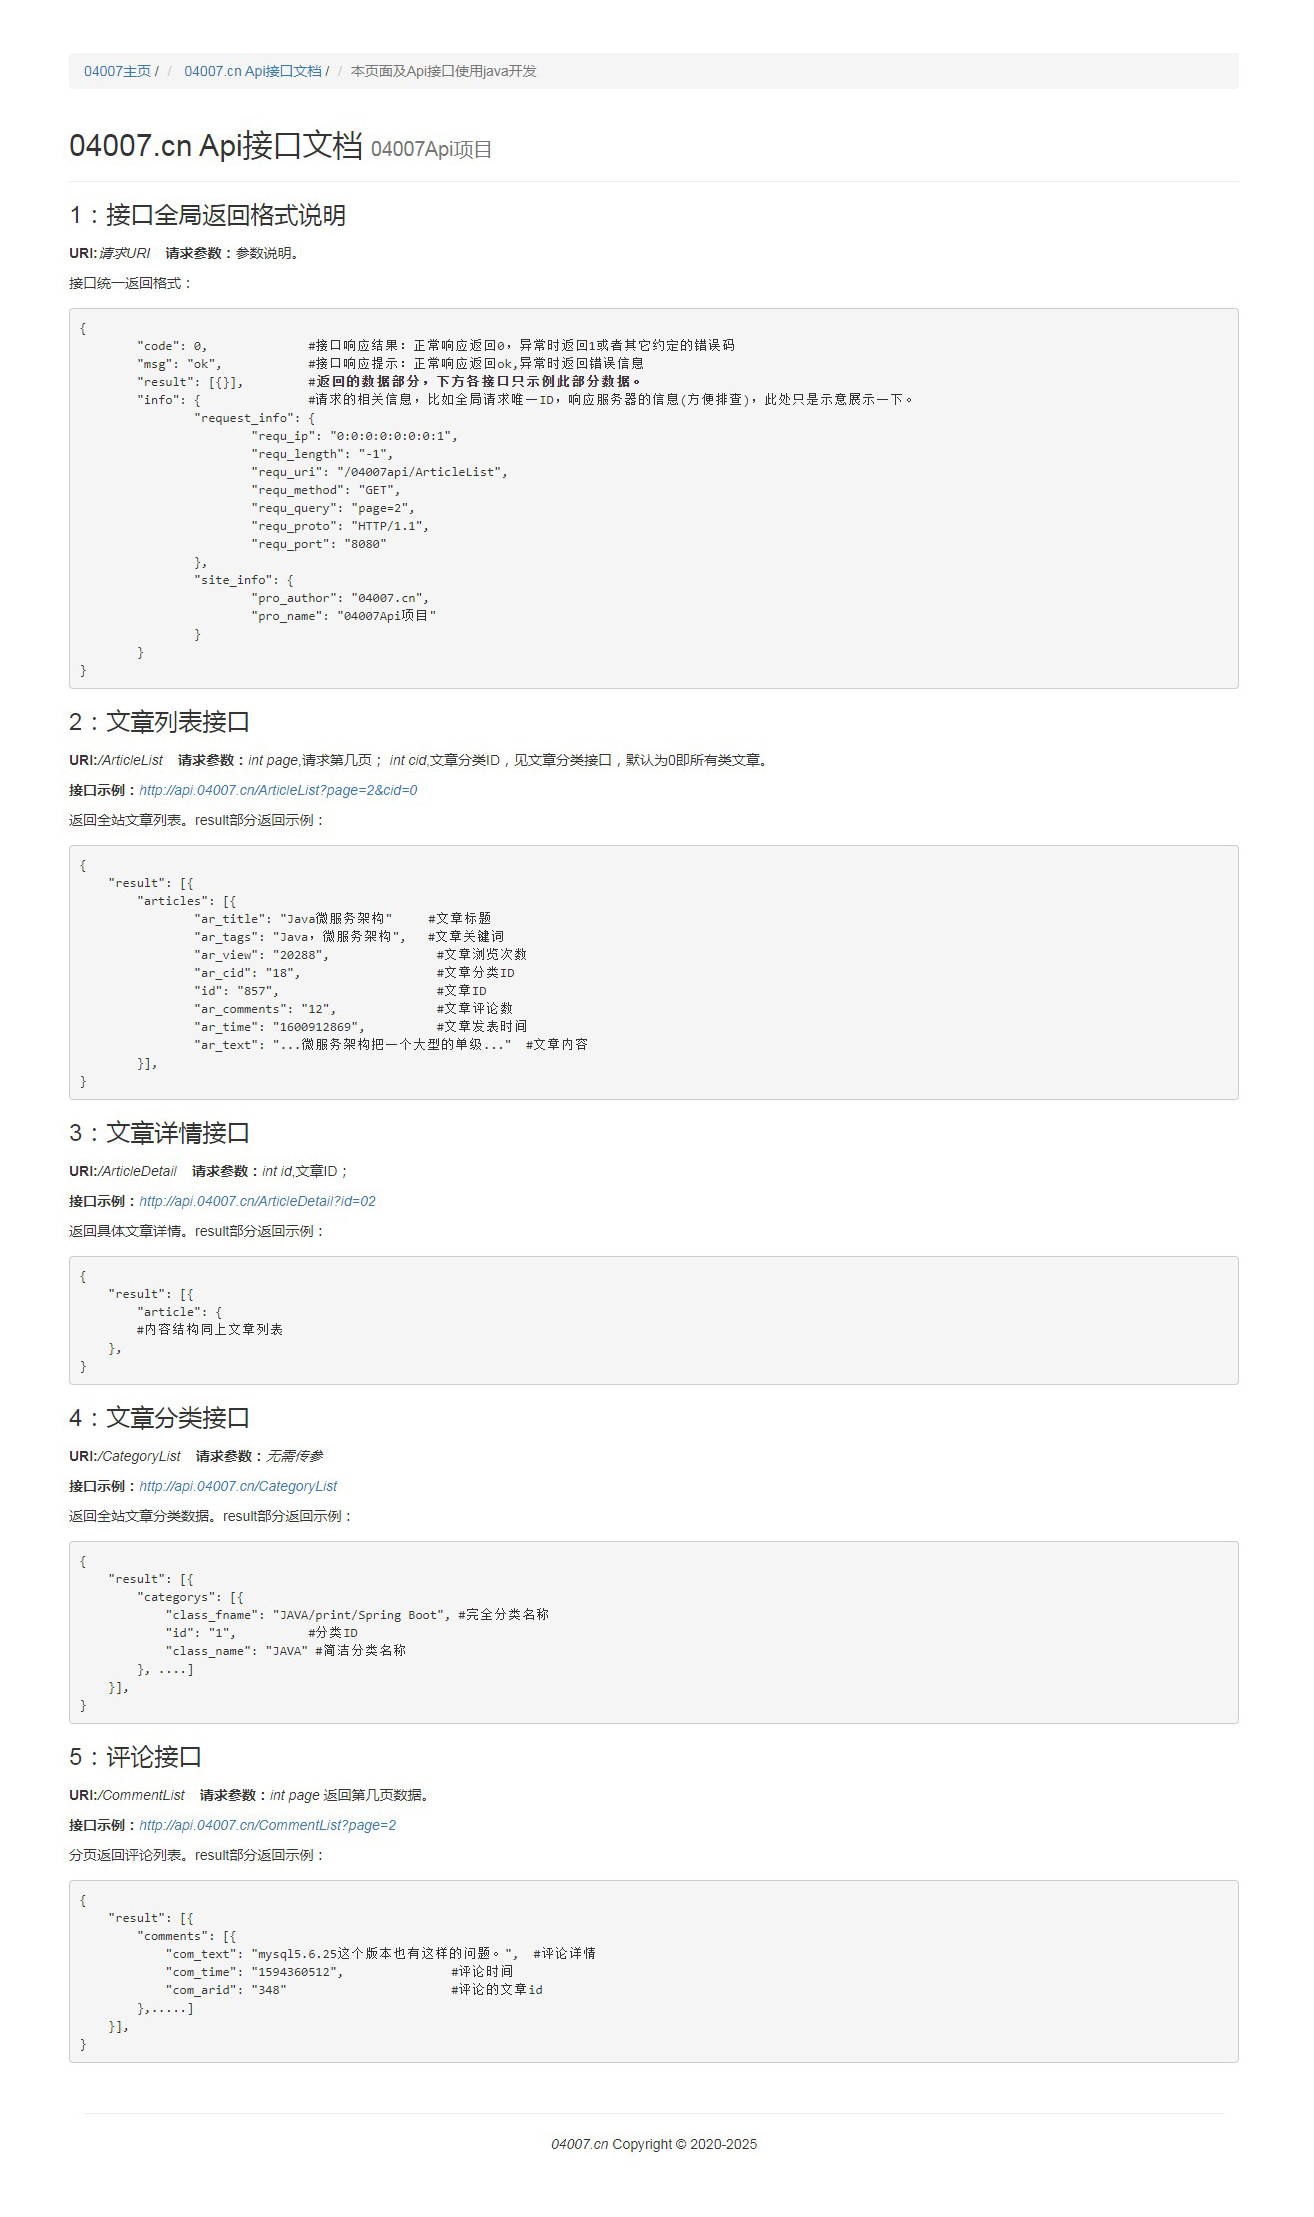 04007主页 / / 04007.cn Api接口文档 / / 本页面及Api接口使用java开发
04007.cn Api接口文档 04007Api项目
1：接口全局返回格式说明
URI:请求URI 请求参数：参数说明。
接口统一返回格式：
{
"code": 0, #接口响应结果: 正常响应返回0，异常时返回1或者其它约定的错误码
"msg": "ok", #接口响应提示: 正常响应返回ok,异常时返回错误信息
"result": [{}], #返回的数据部分，下方各接口只示例此部分数据。
"info": { #请求的相关信息，比如全局请求唯一ID，响应服务器的信息(方便排查)，此处只是示意展示一下。
"request_info": {
"requ_ip": "0:0:0:0:0:0:0:1",
"requ_length": "-1",
"requ_uri": "/04007api/ArticleList",
"requ_method": "GET",
"requ_query": "page=2",
"requ_proto": "HTTP/1.1",
"requ_port": "8080"
},
"site_info": {
"pro_author": "04007.cn",
"pro_name": "04007Api项目"
}
}
}
2：文章列表接口
URI:/ArticleList 请求参数：int page,请求第几页； int cid,文章分类ID，见文章分类接口，默认为0即所有类文章。
接口示例：http://api.04007.cn/ArticleList?page=2&cid=0
返回全站文章列表。result部分返回示例：
{
"result": [{
"articles": [{
"ar_title": "Java微服务架构" #文章标题
"ar_tags": "Java，微服务架构", #文章关键词
"ar_view": "20288", #文章浏览次数
"ar_cid": "18", #文章分类ID
"id": "857", #文章ID
"ar_comments": "12", #文章评论数
"ar_time": "1600912869", #文章发表时间
"ar_text": "...微服务架构把一个大型的单级..." #文章内容
}],
}
3：文章详情接口
URI:/ArticleDetail 请求参数：int id,文章ID；
接口示例：http://api.04007.cn/ArticleDetail?id=02
返回具体文章详情。result部分返回示例：
{
"result": [{
"article": {
#内容结构同上文章列表
},
}
4：文章分类接口
URI:/CategoryList 请求参数：无需传参
接口示例：http://api.04007.cn/CategoryList
返回全站文章分类数据。result部分返回示例：
{
"result": [{
"categorys": [{
"class_fname": "JAVA/print/Spring Boot", #完全分类名称
"id": "1", #分类ID
"class_name": "JAVA" #简洁分类名称
}, ....]
}],
}
5：评论接口
URI:/CommentList 请求参数：int page 返回第几页数据。
接口示例：http://api.04007.cn/CommentList?page=2
分页返回评论列表。result部分返回示例：
{
"result": [{
"comments": [{
"com_text": "mysql5.6.25这个版本也有这样的问题。", #评论详情
"com_time": "1594360512", #评论时间
"com_arid": "348" #评论的文章id
},.....]
}],
}
04007.cn Copyright © 2020-2025